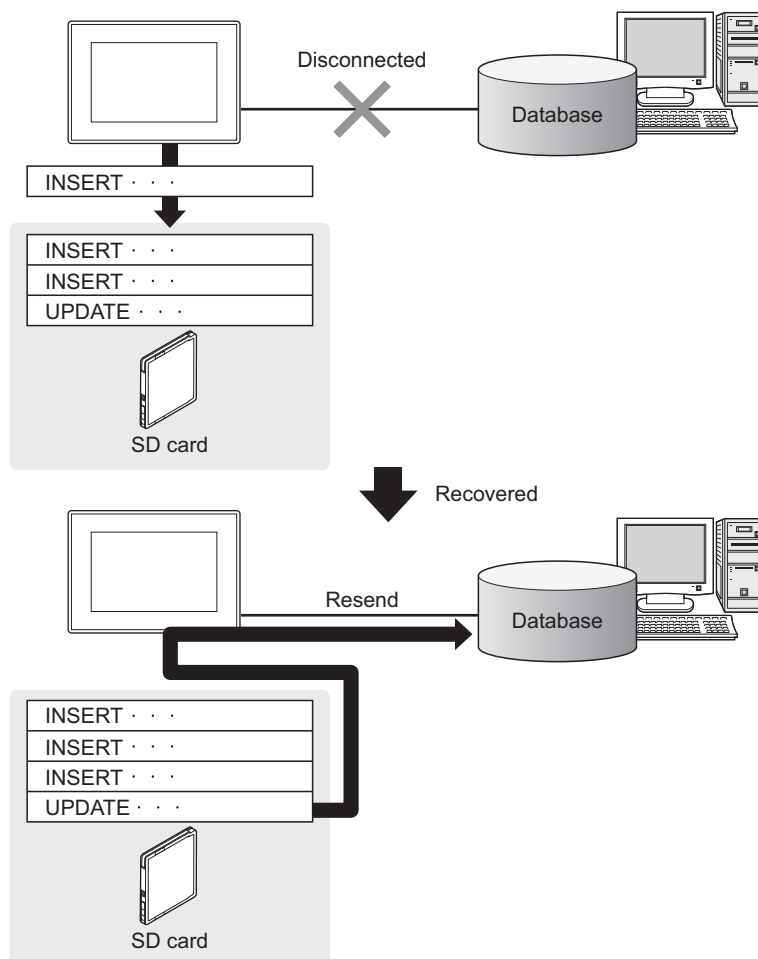 Disconnected
Database
INSERT · · ·
INSERT · · ·
INSERT · · ·
UPDATE · · ·
SD card
Recovered
Resend
Database
INSERT · · ·
INSERT · · ·
INSERT · · ·
UPDATE · · ·
SD card